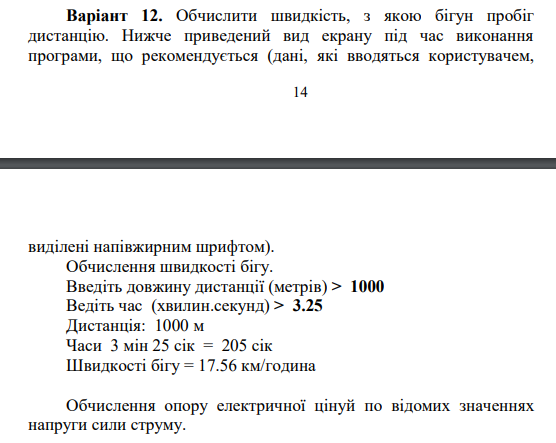 Варіант 12. Обчислити швидкість, з якою бігун пробіг
дистанцію. Нижче приведений вид екрану під час виконання
програми, що рекомендується (дані, які вводяться користувачем,
14
виділені напівжирним шрифтом).
Обчислення швидкості бігу.
Введіть довжину дистанції (метрів) > 1000
Ведіть час (хвилин.секунд) > 3.25
Дистанція: 1000 м
Часи 3 мін 25 сік = 205 сік
Швидкості бігу = 17.56 км/година
Обчислення опору електричної цінуй по відомих значеннях
напруги сили струму.